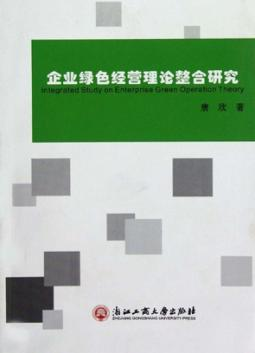 企业绿色经营理论整合研究
Integrated Study on Enterprise Green Operation Theory
唐 欣 著
浙江工商大学出版社
ZHEJIANG GONGSHANG UNIVERSITY PRESS